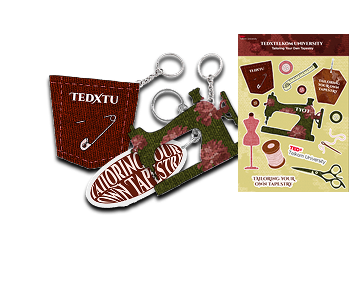 TEDXTU
TAILORING YOUR
OWN TAPESTRY
TEDXTELKOM UNIVERSITY
Tailoring Your Own Tapestry
TEDXTU
TAILORING
YOUR OWN
TAPESTRY
TEDx
Telkom University
TAILORING YOUR
OWN TAPESTRY